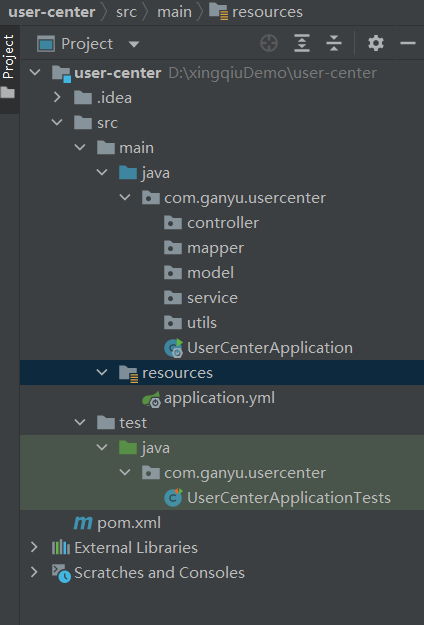 user-center src main resources
Project
Project
user-center D:\xingqiuDemo\user-center
.idea
src
main
java
com.ganyu.usercenter
controller
mapper
model
service
utils
UserCenterApplication
resources
application.yml
test
java
com.ganyu.usercenter
UserCenterApplicationTests
m pom.xml
External Libraries
Scratches and Consoles